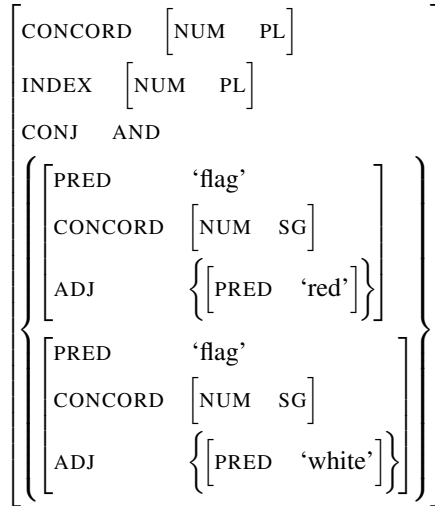 CONCORD [NUM PL]
INDEX [NUM PL]
CONJ AND
PRED ‘flag’
CONCORD [NUM SG]
ADJ {[PRED ‘red’]}
PRED ‘flag’
CONCORD [NUM SG]
ADJ {[PRED ‘white’]}